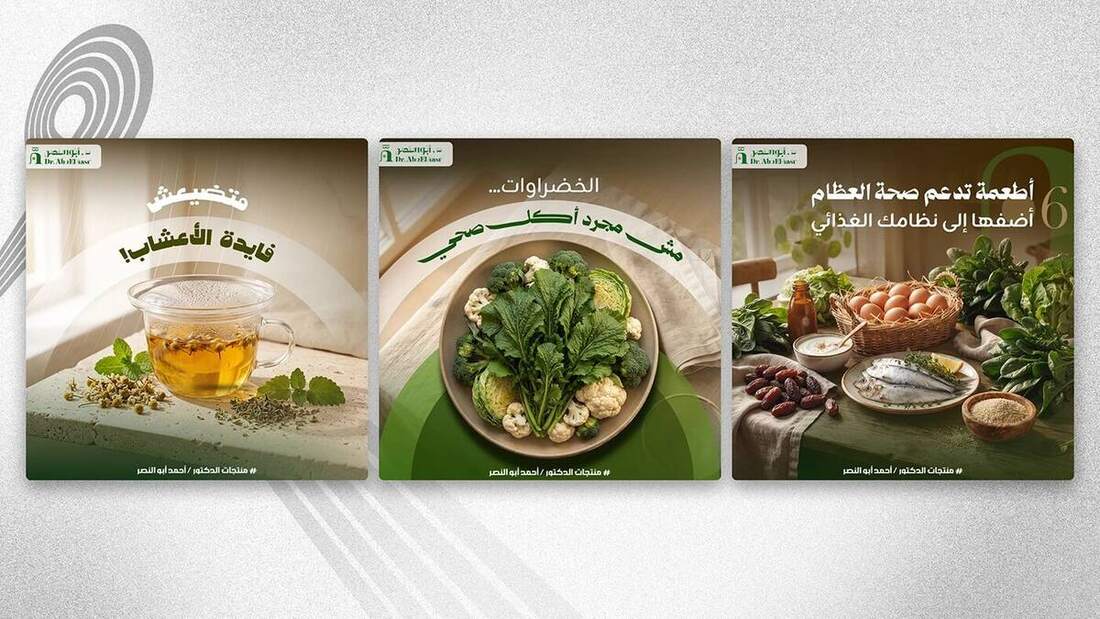 متضيعش
فايدة الأعشاب!
# منتجات الدكتور/ أحمد أبو النصر
الخضراوات...
مش مجرد أكل صحي
# منتجات الدكتور/ أحمد أبو النصر
6
أطعمة تدعم صحة العظام
أضفها إلى نظامك الغذائي
# منتجات الدكتور/ أحمد أبو النصر